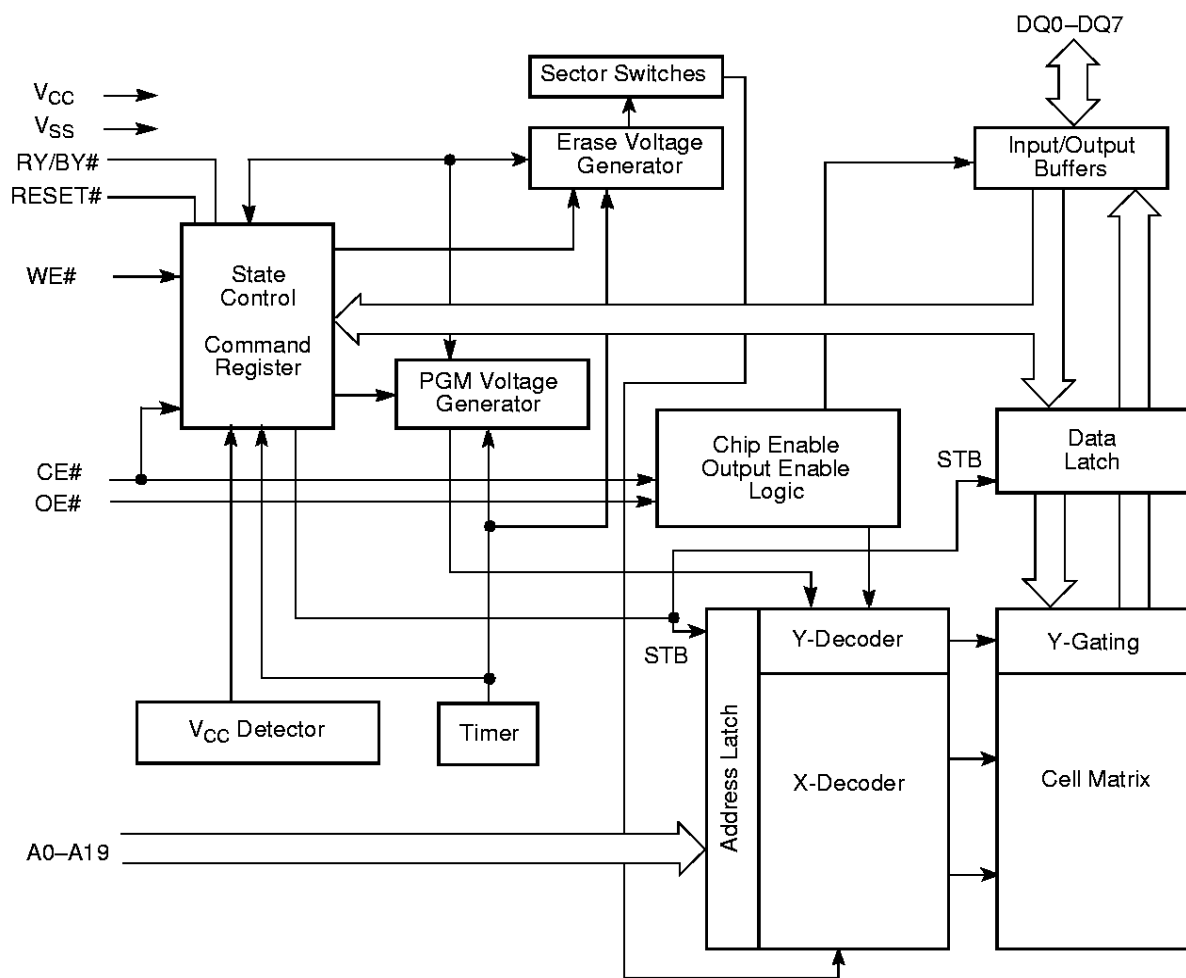 DQ0–DQ7
Sector Switches
VCC
VSS
RY/BY#
RESET#
Erase Voltage
Generator
Input/Output
Buffers
WE#
State
Control
Command
Register
PGM Voltage
Generator
Chip Enable
Output Enable
Logic
STB
Data
Latch
CE#
OE#
STB
Y-Decoder
Y-Gating
VCC Detector
Timer
Address Latch
X-Decoder
Cell Matrix
A0–A19